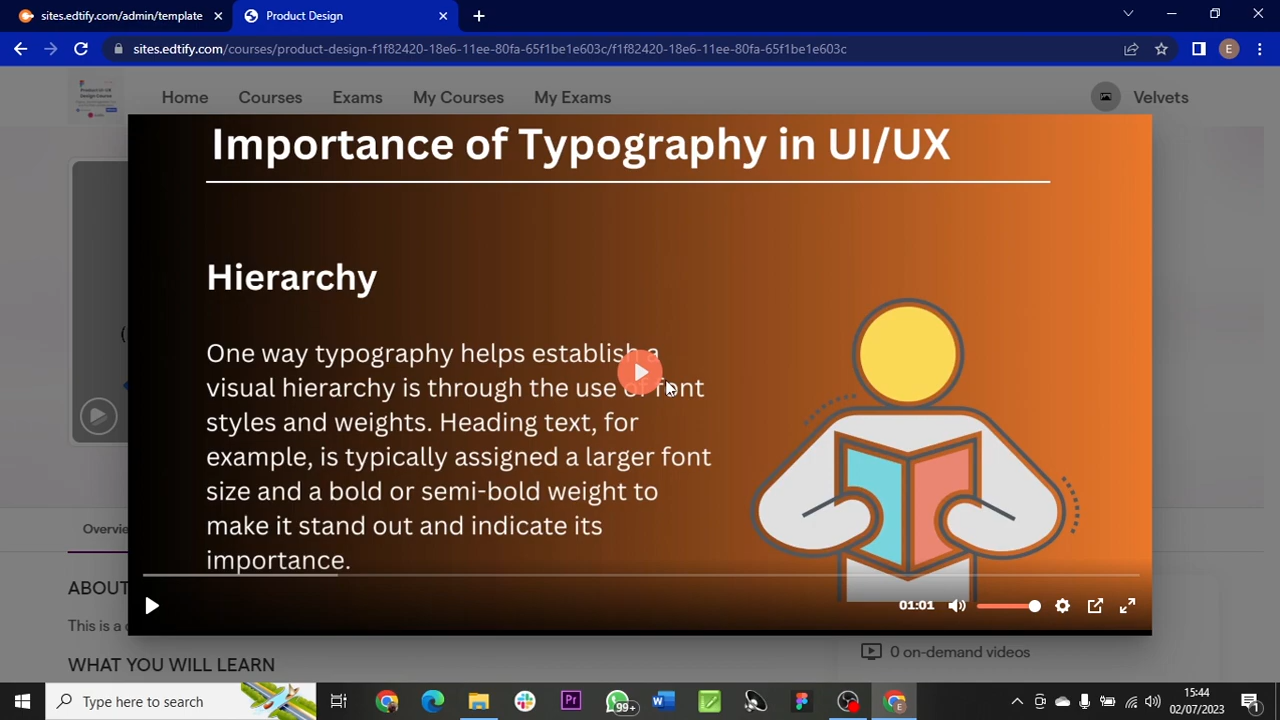 sites.edtify.com/admin/template
Product Design
sites.edtify.com/courses/product-design-f1f82420-18e6-11ee-80fa-65f1be1e603c/f1f82420-18e6-11ee-80fa-65f1be1e603c
E
Home Courses Exams My Courses My Exams Velvets
Importance of Typography in UI/UX
Hierarchy
One way typography helps establish a
visual hierarchy is through the use of font
styles and weights. Heading text, for
example, is typically assigned a larger font
size and a bold or semi-bold weight to
make it stand out and indicate its
importance.
01:01
Overvie
ABOUT
This is a
WHAT YOU WILL LEARN
0 on-demand videos
Type here to search
99+
Pr
W
E
15:44
02/07/2023
1